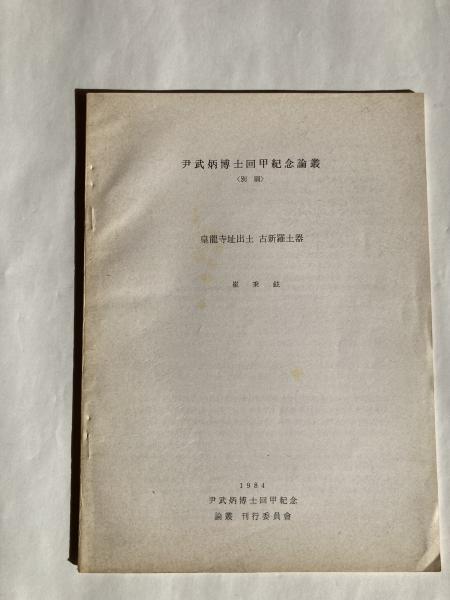 尹武炳博士回甲紀念論叢
〈別刷〉
皇龍寺址出土 古新羅土器
崔秉鉉
1984
尹武炳博士回甲紀念
論叢 刊行委員會